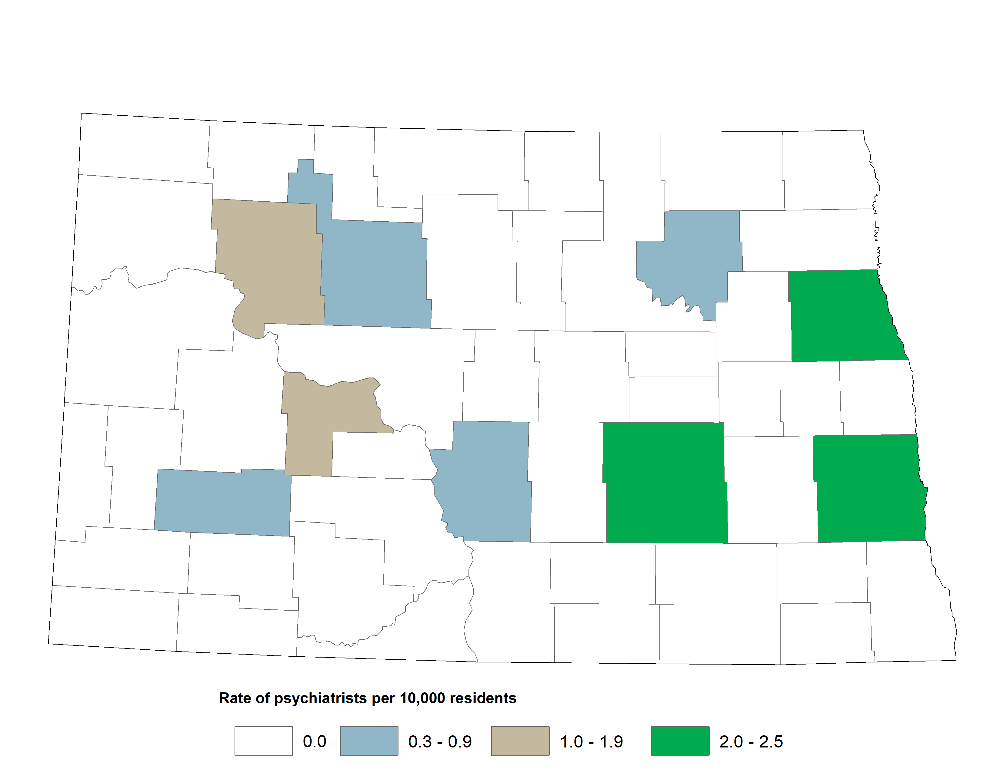 Rate of psychiatrists per 10,000 residents
0.0 0.3 - 0.9 1.0 - 1.9 2.0 - 2.5